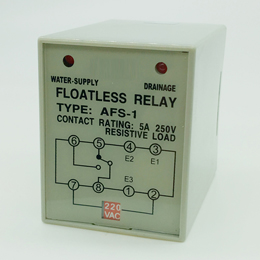 WATER-SUPPLY DRAINAGE
FLOATLESS RELAY
TYPE: AFS-1
CONTACT RATING: 5A 250V
RESISTIVE LOAD
6 5 4 3
E2 E1
E3
7 8 1 2
220
VAC